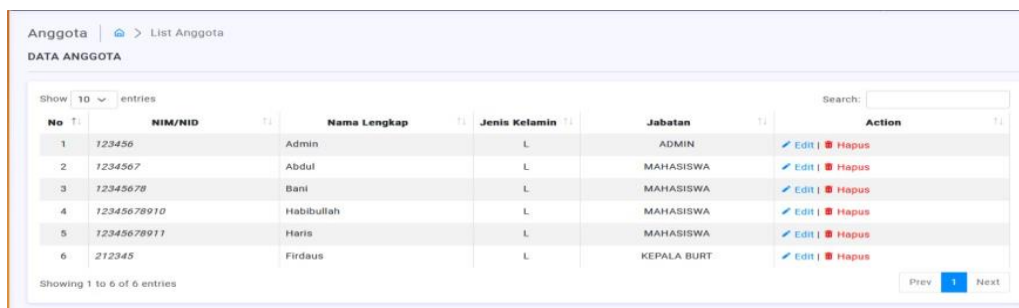 Anggota > List Anggota
DATA ANGGOTA
Show 10 entries Search:
No NIM/NID Nama Lengkap Jenis Kelamin Jabatan Action
1 123456 Admin L ADMIN Edit | Hapus
2 1234567 Abdul L MAHASISWA Edit | Hapus
3 12345678 Bani L MAHASISWA Edit | Hapus
4 12345678910 Habibullah L MAHASISWA Edit | Hapus
5 12345678911 Haris L MAHASISWA Edit | Hapus
6 212345 Firdaus L KEPALA BURT Edit | Hapus
Showing 1 to 6 of 6 entries Prev 1 Next